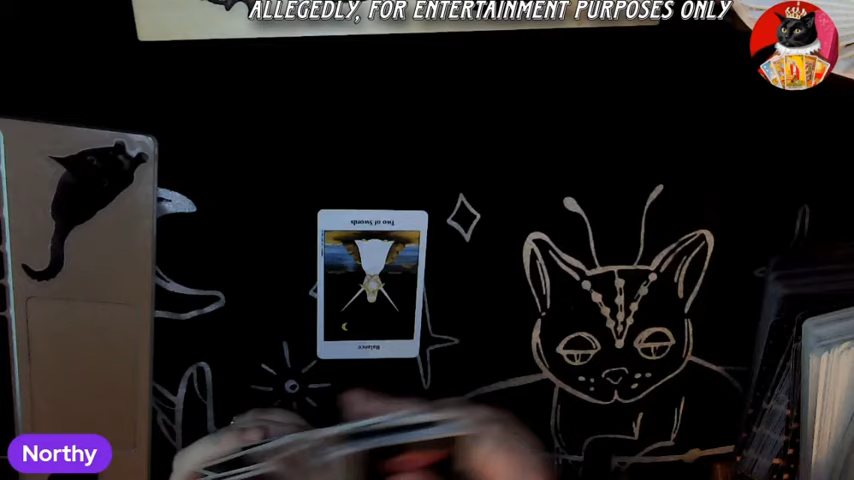 ALLEGEDLY, FOR ENTERTAINMENT PURPOSES ONLY
Two of Swords
Balance
Northy